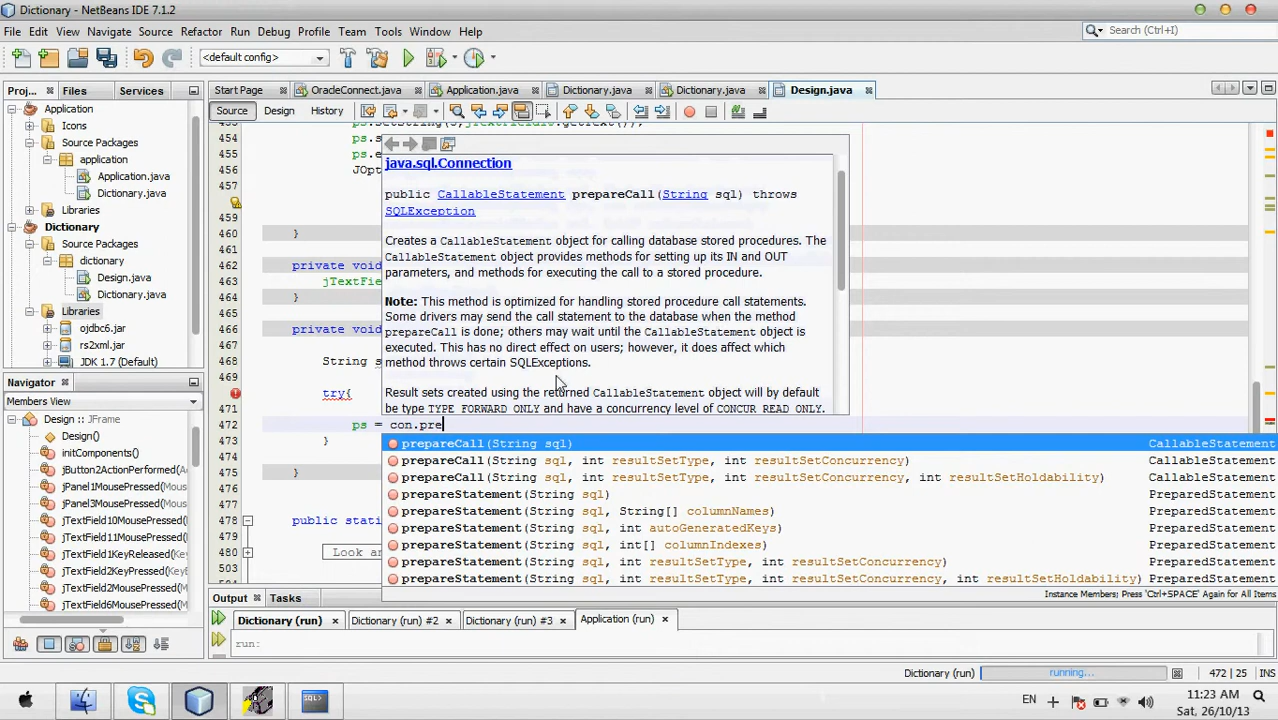 Dictionary - NetBeans IDE 7.1.2
File Edit View Navigate Source Refactor Run Debug Profile Team Tools Window Help
Search (Ctrl+I)
<default config>
Proj... Files Services
Start Page OradeConnect.java Application.java Dictionary.java Dictionary.java Design.java
Source Design History
Application
Icons
Source Packages
application
Application.java
Dictionary.java
Libraries
Dictionary
Source Packages
dictionary
Design.java
Dictionary.java
Libraries
ojdbc6.jar
rs2xml.jar
JDK 1.7 (Default)
Navigator
Members View
Design :: JFrame
Design()
initComponents()
jButton2ActionPerformed(
jPanel1MousePressed(Mous
jPanel3MousePressed(Mous
jTextField10MousePressed(
jTextField11MousePressed(
jTextField1KeyReleased(Ke
jTextField2KeyPressed(Key
jTextField2MousePressed(M
jTextField6MousePressed(M
454 ps.s
455 ps.e
456 JOpt
457
459
460 }
461
462 private void
463 jTextFie
464 }
465
466 private void
468 String s
469
try{
471
472 ps = con.pre
473 }
475 }
476
477
478 public stati
480 Look an
503
java.sql.Connection
public CallableStatement prepareCall(String sql) throws
SQLException
Creates a CallableStatement object for calling database stored procedures. The
CallableStatement object provides methods for setting up its IN and OUT
parameters, and methods for executing the call to a stored procedure.
Note: This method is optimized for handling stored procedure call statements.
Some drivers may send the call statement to the database when the method
prepareCall is done; others may wait until the CallableStatement object is
executed. This has no direct effect on users; however, it does affect which
method throws certain SQLExceptions.
Result sets created using the returned CallableStatement object will by default
be type TYPE_FORWARD_ONLY and have a concurrency level of CONCUR_READ_ONLY.
prepareCall(String sql) CallableStatement
prepareCall(String sql, int resultSetType, int resultSetConcurrency) CallableStatement
prepareCall(String sql, int resultSetType, int resultSetConcurrency, int resultSetHoldability) CallableStatement
prepareStatement(String sql) PreparedStatement
prepareStatement(String sql, String[] columnNames) PreparedStatement
prepareStatement(String sql, int autoGeneratedKeys) PreparedStatement
prepareStatement(String sql, int[] columnIndexes) PreparedStatement
prepareStatement(String sql, int resultSetType, int resultSetConcurrency) PreparedStatement
prepareStatement(String sql, int resultSetType, int resultSetConcurrency, int resultSetHoldability) PreparedStatement
Instance Members; Press 'Ctrl+SPACE' Again for All Items
Output Tasks
Dictionary (run) Dictionary (run) #2 Dictionary (run) #3 Application (run)
run:
Dictionary (run) running... 472 | 25 INS
EN 11:23 AM
Sat, 26/10/13